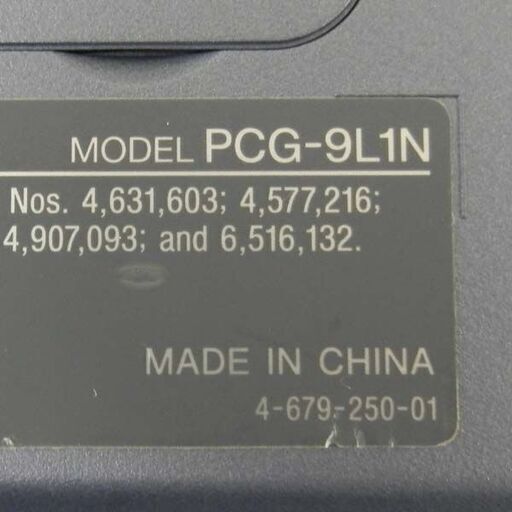 MODEL PCG-9L1N
Nos. 4,631,603; 4,577,216;
4,907,093; and 6,516,132.
MADE IN CHINA
4-679-250-01